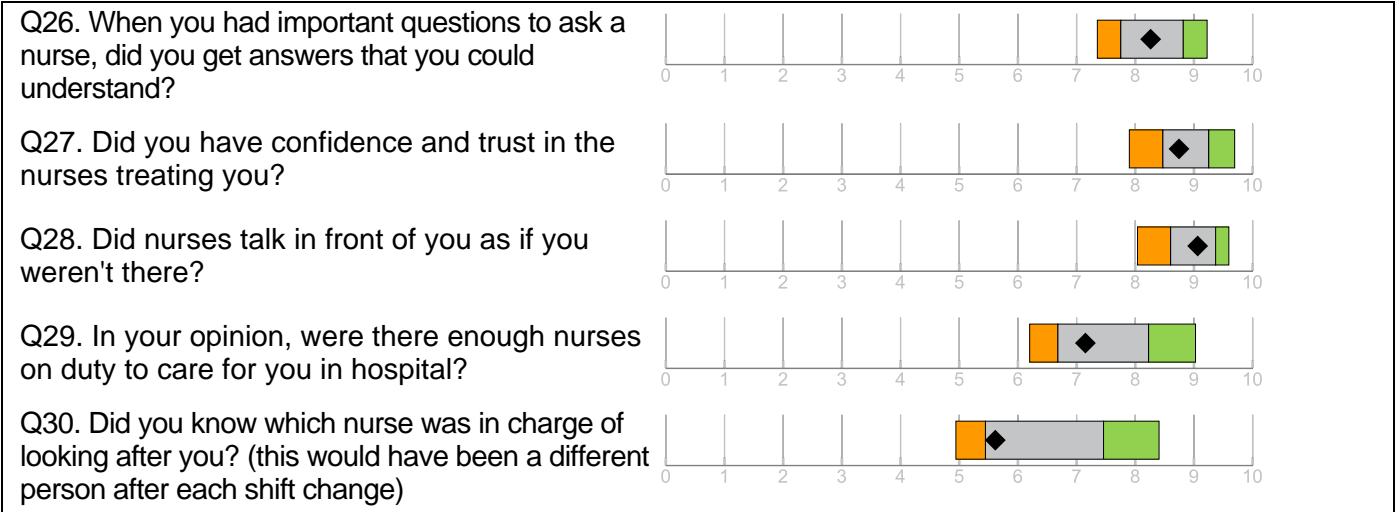 Q26. When you had important questions to ask a
nurse, did you get answers that you could
understand?
0 1 2 3 4 5 6 7 8 9 10
Q27. Did you have confidence and trust in the
nurses treating you?
0 1 2 3 4 5 6 7 8 9 10
Q28. Did nurses talk in front of you as if you
weren't there?
0 1 2 3 4 5 6 7 8 9 10
Q29. In your opinion, were there enough nurses
on duty to care for you in hospital?
0 1 2 3 4 5 6 7 8 9 10
Q30. Did you know which nurse was in charge of
looking after you? (this would have been a different
person after each shift change)
0 1 2 3 4 5 6 7 8 9 10